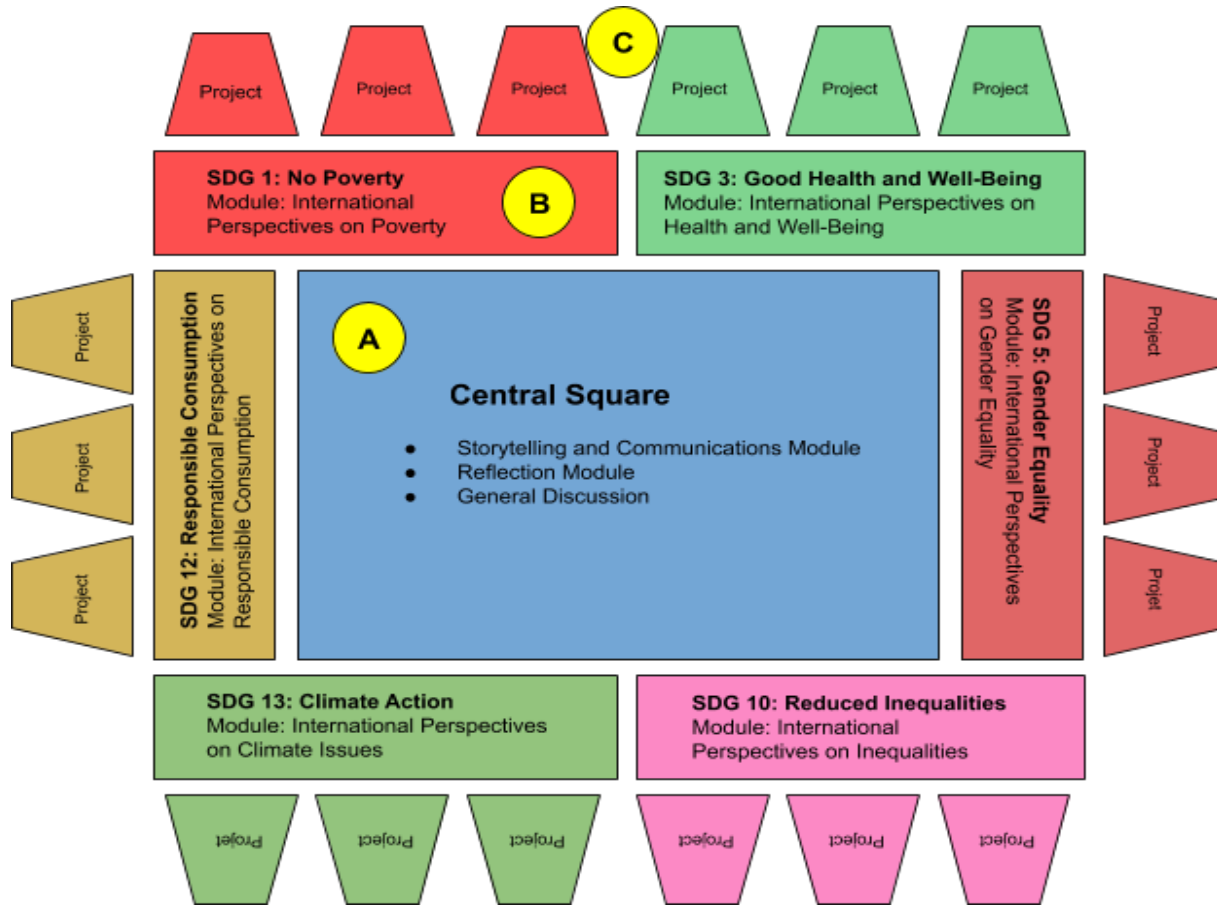 C
Project
Project
Project
Project
Project
Project
SDG 1: No Poverty
Module: International
Perspectives on Poverty
B
SDG 3: Good Health and Well-Being
Module: International Perspectives on
Health and Well-Being
Project
Project
Project
SDG 12: Responsible Consumption
Module: International Perspectives on
Responsible Consumption
A
Central Square
● Storytelling and Communications Module
● Reflection Module
● General Discussion
SDG 5: Gender Equality
Module: International Perspectives
on Gender Equality
Project
Project
Projet
SDG 13: Climate Action
Module: International Perspectives
on Climate Issues
SDG 10: Reduced Inequalities
Module: International
Perspectives on Inequalities
Projet
Project
Project
Project
Project
Project